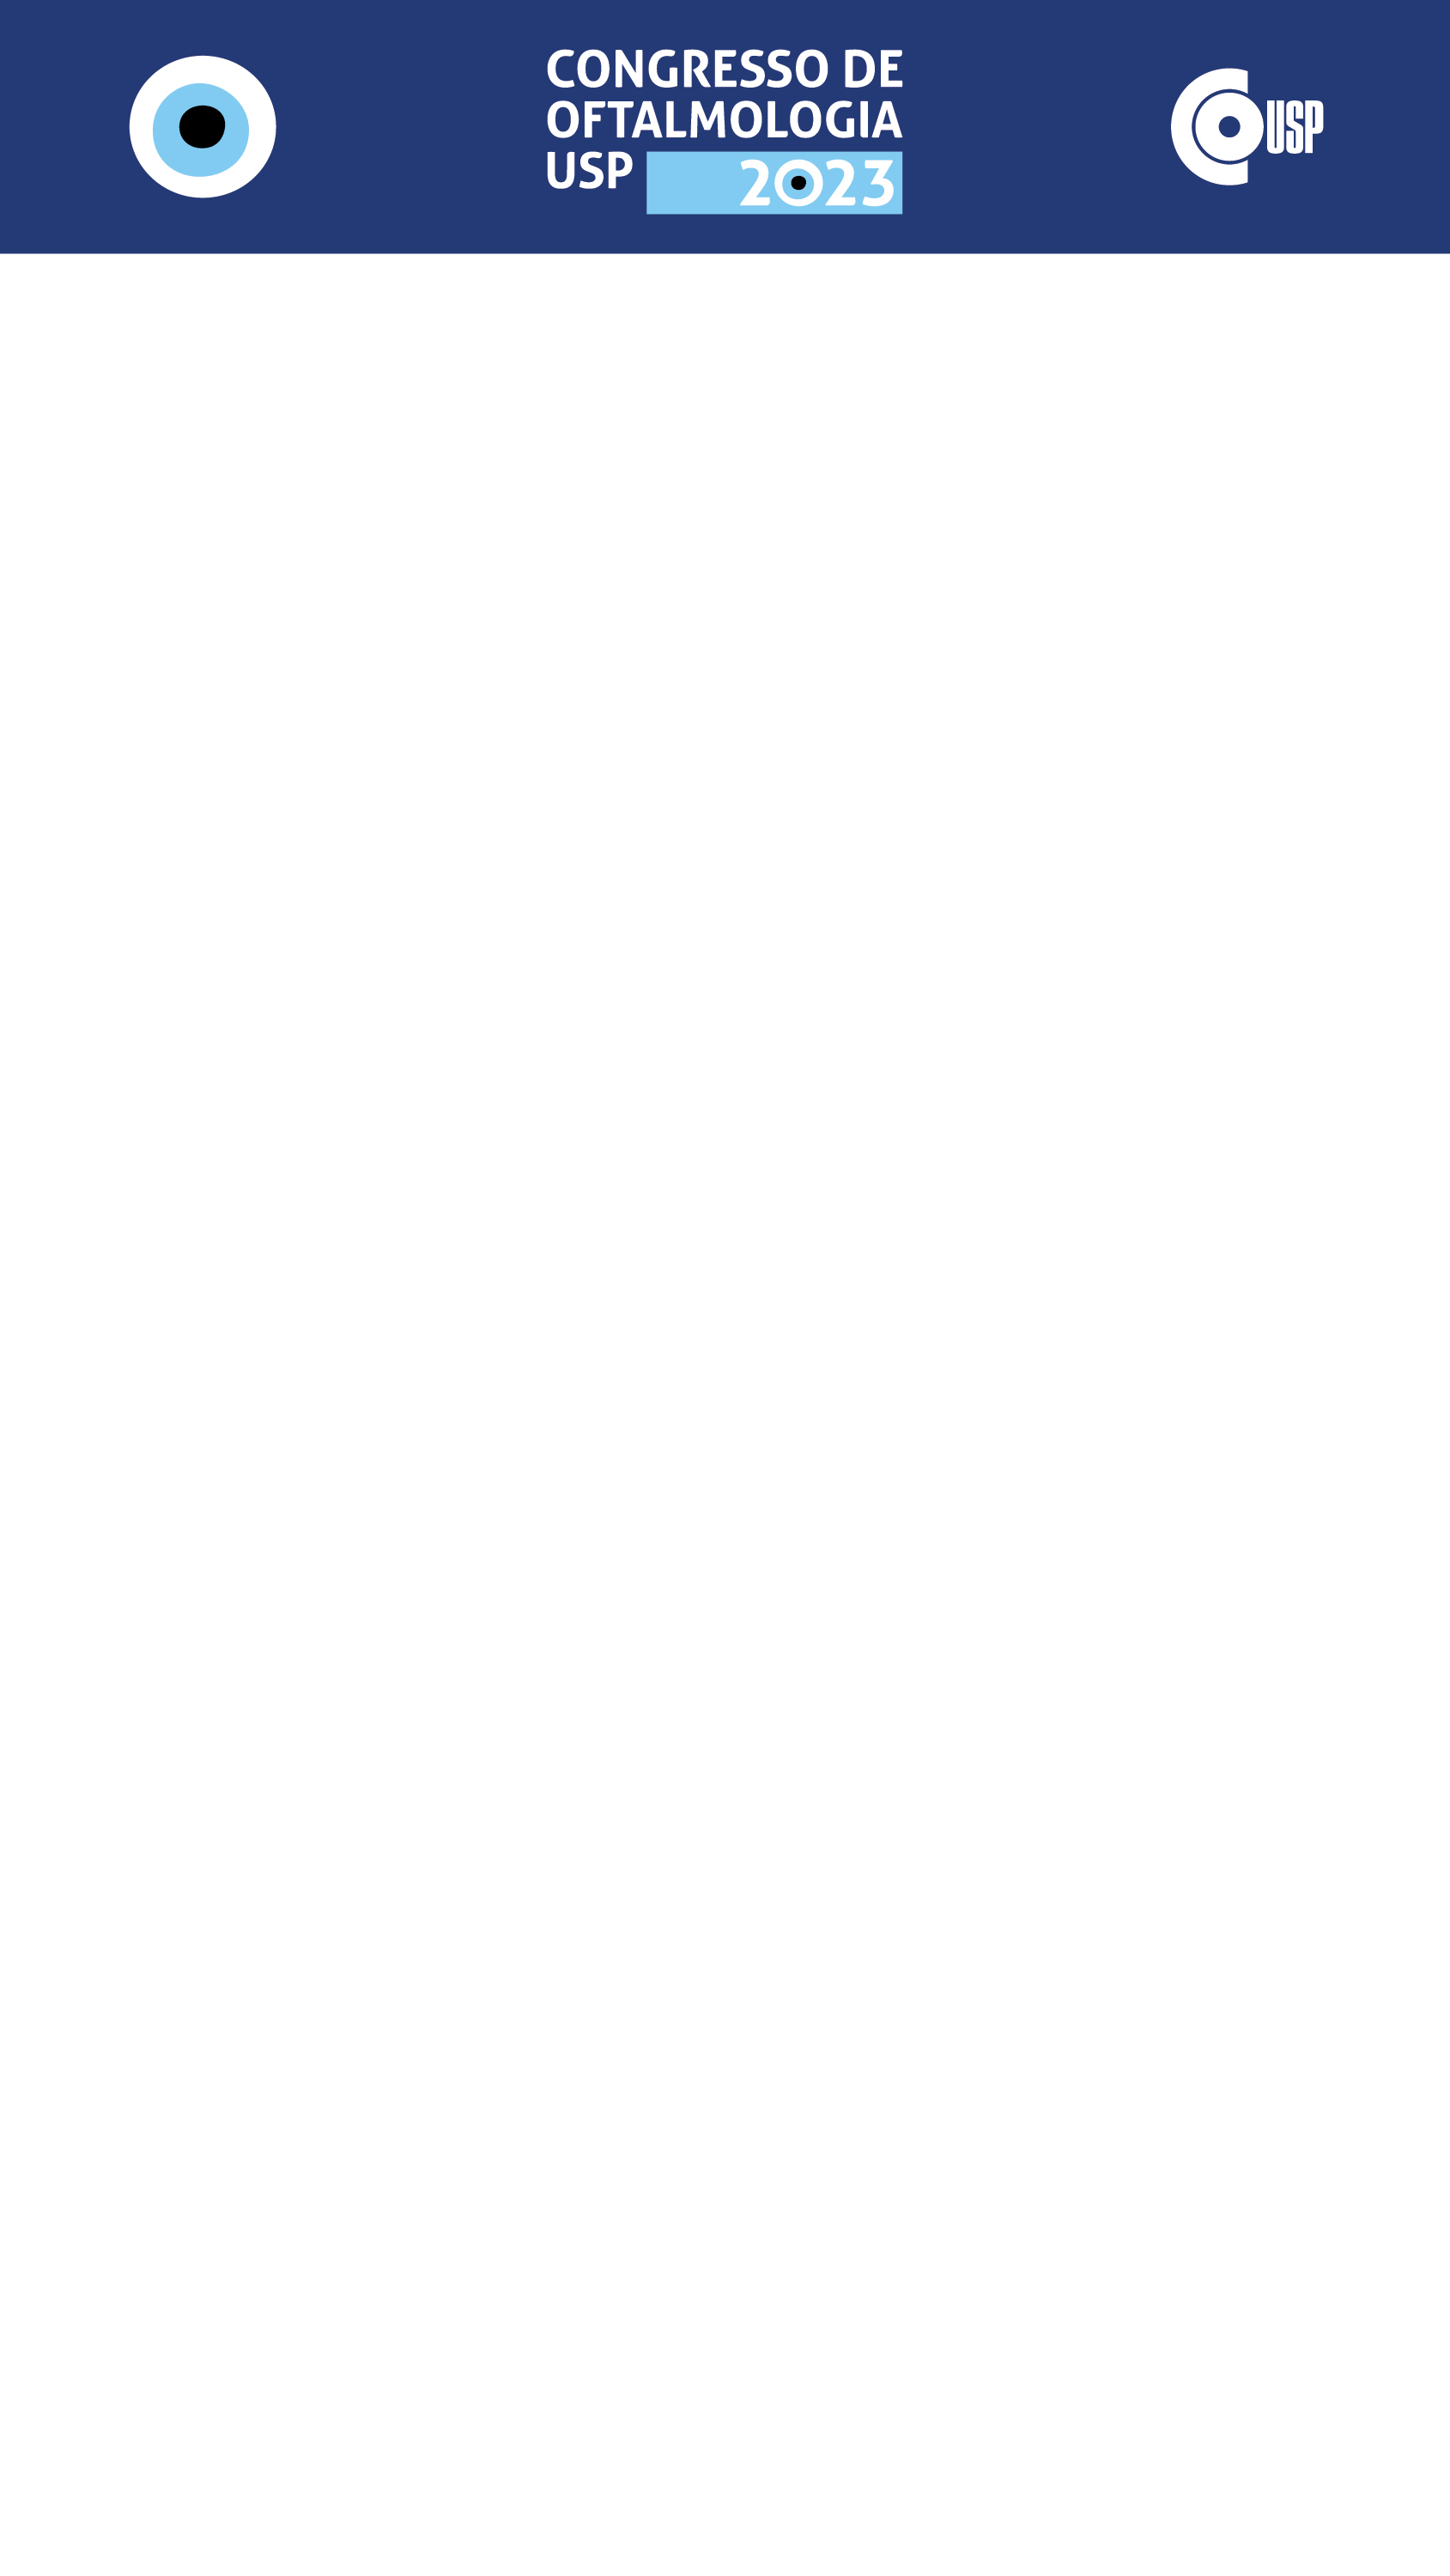 CONGRESSO DE
OFTALMOLOGIA
USP 2023
USP